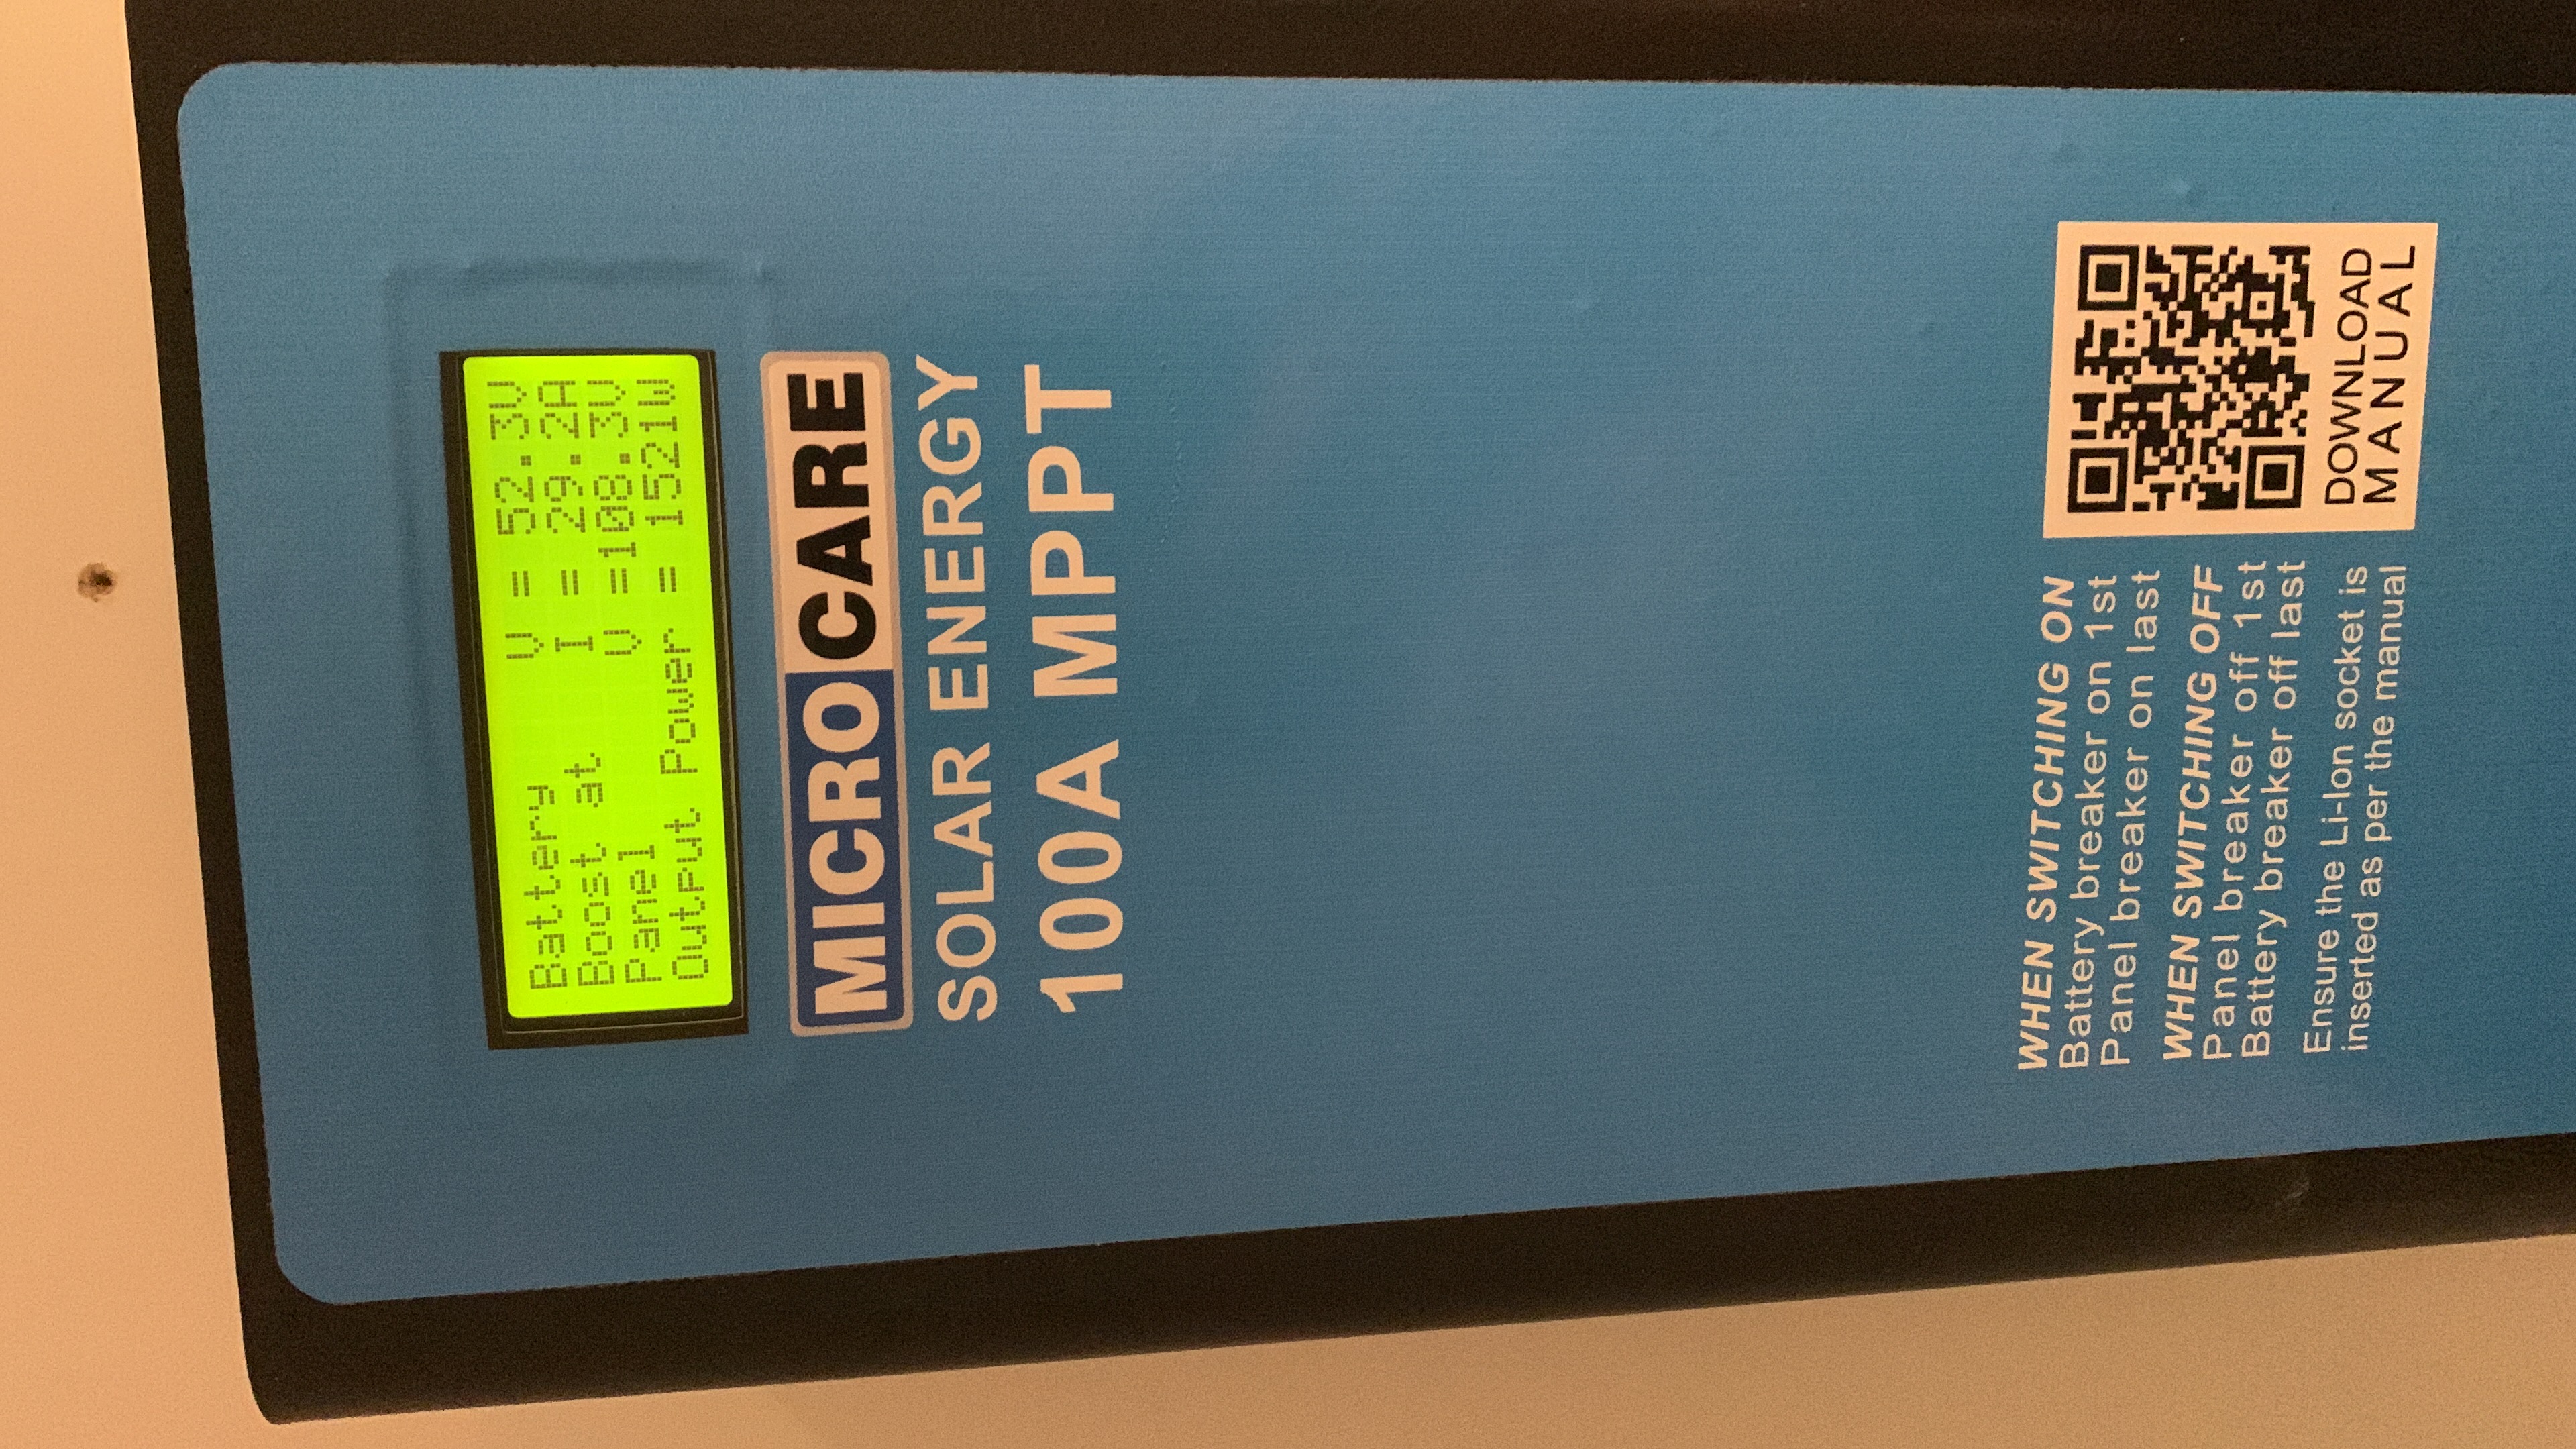 Battery V = 52.3V
Boost at I = 29.2A
Panel V =108.3V
Output Power = 1521W
MICROCARE
SOLAR ENERGY
100A MPPT
WHEN SWITCHING ON
Battery breaker on 1st
Panel breaker on last
WHEN SWITCHING OFF
Panel breaker off 1st
Battery breaker off last
Ensure the Li-Ion socket is
inserted as per the manual
DOWNLOAD
MANUAL